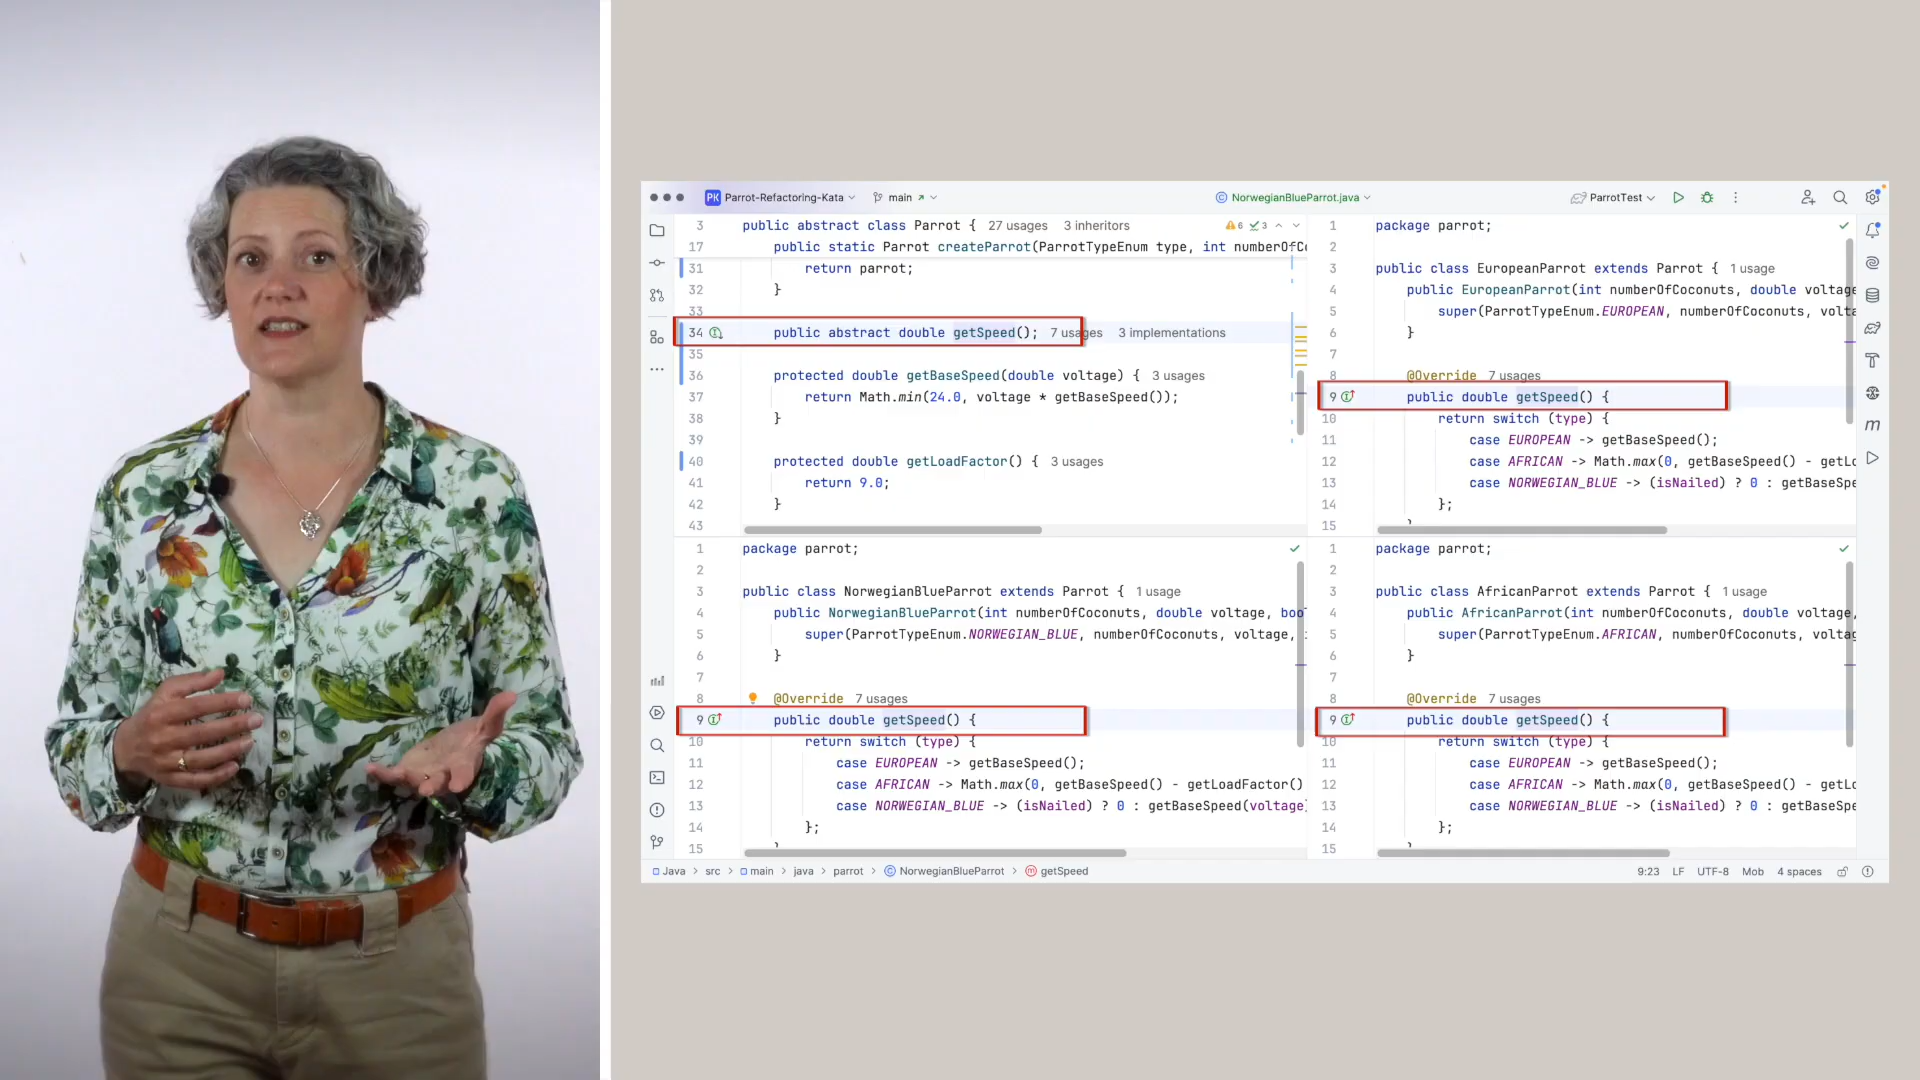 PK Parrot-Refactoring-Kata main NorwegianBlueParrot.java ParrotTest
3 public abstract class Parrot { 27 usages 3 inheritors 6 3
17 public static Parrot createParrot(ParrotTypeEnum type, int numberOfCo
31 return parrot;
32 }
33
34 public abstract double getSpeed(); 7 usages 3 implementations
35
36 protected double getBaseSpeed(double voltage) { 3 usages
37 return Math.min(24.0, voltage * getBaseSpeed());
38 }
39
40 protected double getLoadFactor() { 3 usages
41 return 9.0;
42 }
43
1 package parrot;
2
3 public class EuropeanParrot extends Parrot { 1 usage
4 public EuropeanParrot(int numberOfCoconuts, double voltage
5 super(ParrotTypeEnum.EUROPEAN, numberOfCoconuts, volta
6 }
7
8 @Override 7 usages
9 public double getSpeed() {
10 return switch (type) {
11 case EUROPEAN -> getBaseSpeed();
12 case AFRICAN -> Math.max(0, getBaseSpeed() - getLo
13 case NORWEGIAN_BLUE -> (isNailed) ? 0 : getBaseSpe
14 };
15
1 package parrot;
2
3 public class NorwegianBlueParrot extends Parrot { 1 usage
4 public NorwegianBlueParrot(int numberOfCoconuts, double voltage, boo
5 super(ParrotTypeEnum.NORWEGIAN_BLUE, numberOfCoconuts, voltage,
6 }
7
8 @Override 7 usages
9 public double getSpeed() {
10 return switch (type) {
11 case EUROPEAN -> getBaseSpeed();
12 case AFRICAN -> Math.max(0, getBaseSpeed() - getLoadFactor()
13 case NORWEGIAN_BLUE -> (isNailed) ? 0 : getBaseSpeed(voltage)
14 };
15
1 package parrot;
2
3 public class AfricanParrot extends Parrot { 1 usage
4 public AfricanParrot(int numberOfCoconuts, double voltage,
5 super(ParrotTypeEnum.AFRICAN, numberOfCoconuts, voltag
6 }
7
8 @Override 7 usages
9 public double getSpeed() {
10 return switch (type) {
11 case EUROPEAN -> getBaseSpeed();
12 case AFRICAN -> Math.max(0, getBaseSpeed() - getLo
13 case NORWEGIAN_BLUE -> (isNailed) ? 0 : getBaseSpe
14 };
15
Java > src > main > java > parrot > NorwegianBlueParrot > getSpeed 9:23 LF UTF-8 Mob 4 spaces